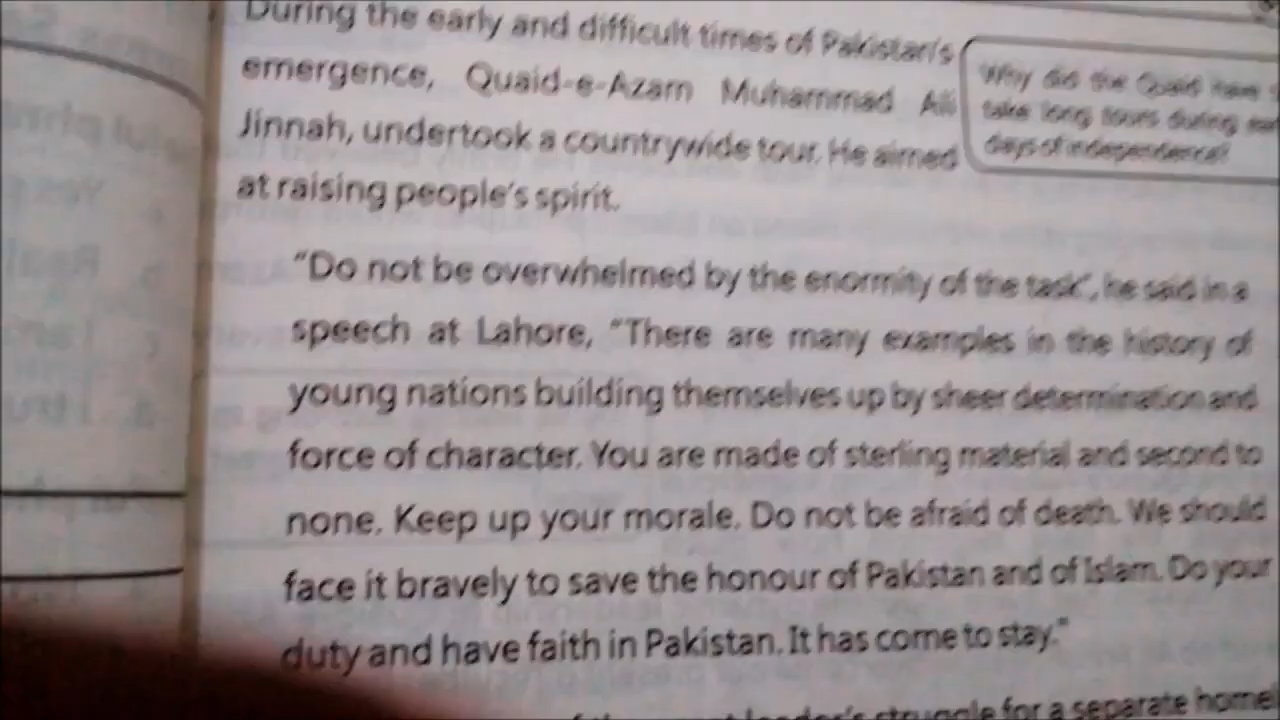 During the early and difficult times of Pakistan's
emergence, Quaid-e-Azam Muhammad Ali
Jinnah, undertook a countrywide tour. He aimed
at raising people's spirit.
Why did the Quaid have
take long tours during
days of independence?
"Do not be overwhelmed by the enormity of the task", he said in a
speech at Lahore, "There are many examples in the history of
young nations building themselves up by sheer determination and
force of character. You are made of sterling material and second to
none. Keep up your morale. Do not be afraid of death. We should
face it bravely to save the honour of Pakistan and of Islam. Do your
duty and have faith in Pakistan. It has come to stay."
leader's struggle for a separate homel